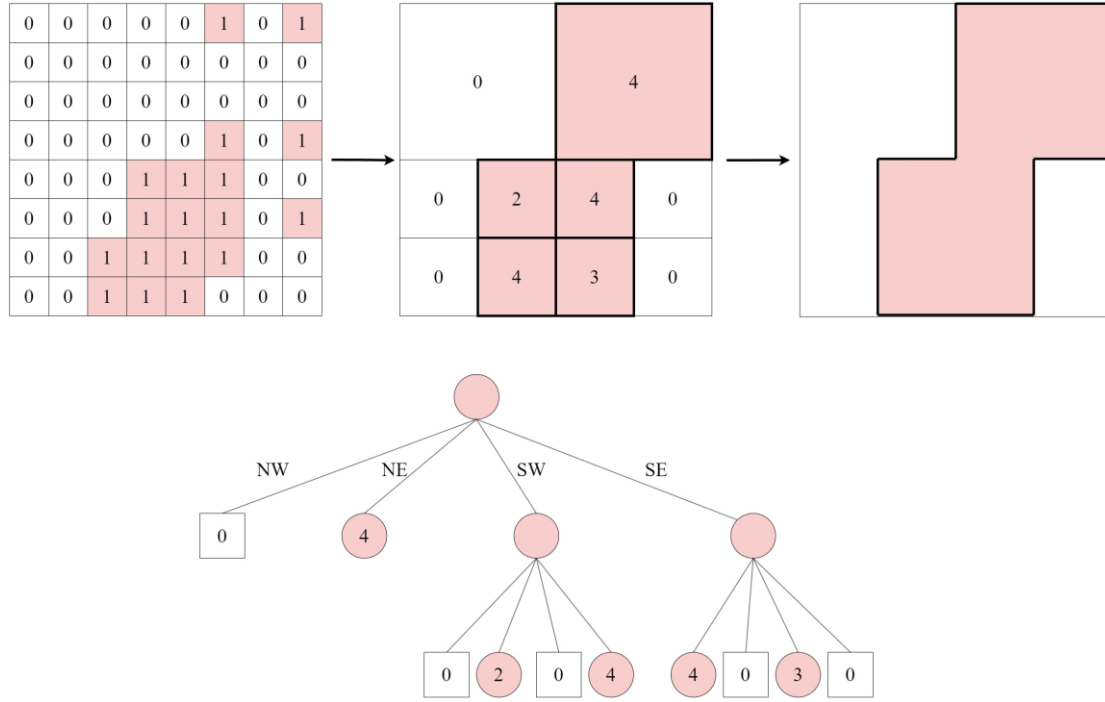 0 0 0 0 0 1 0 1
0 0 0 0 0 0 0 0
0 0 0 0 0 0 0 0
0 0 0 0 0 1 0 1
0 0 0 1 1 1 0 0
0 0 0 1 1 1 0 1
0 0 1 1 1 1 0 0
0 0 1 1 1 0 0 0
0 4
0 2 4 0
0 4 3 0
NW NE SW SE
0 4
0 2 0 4 4 0 3 0